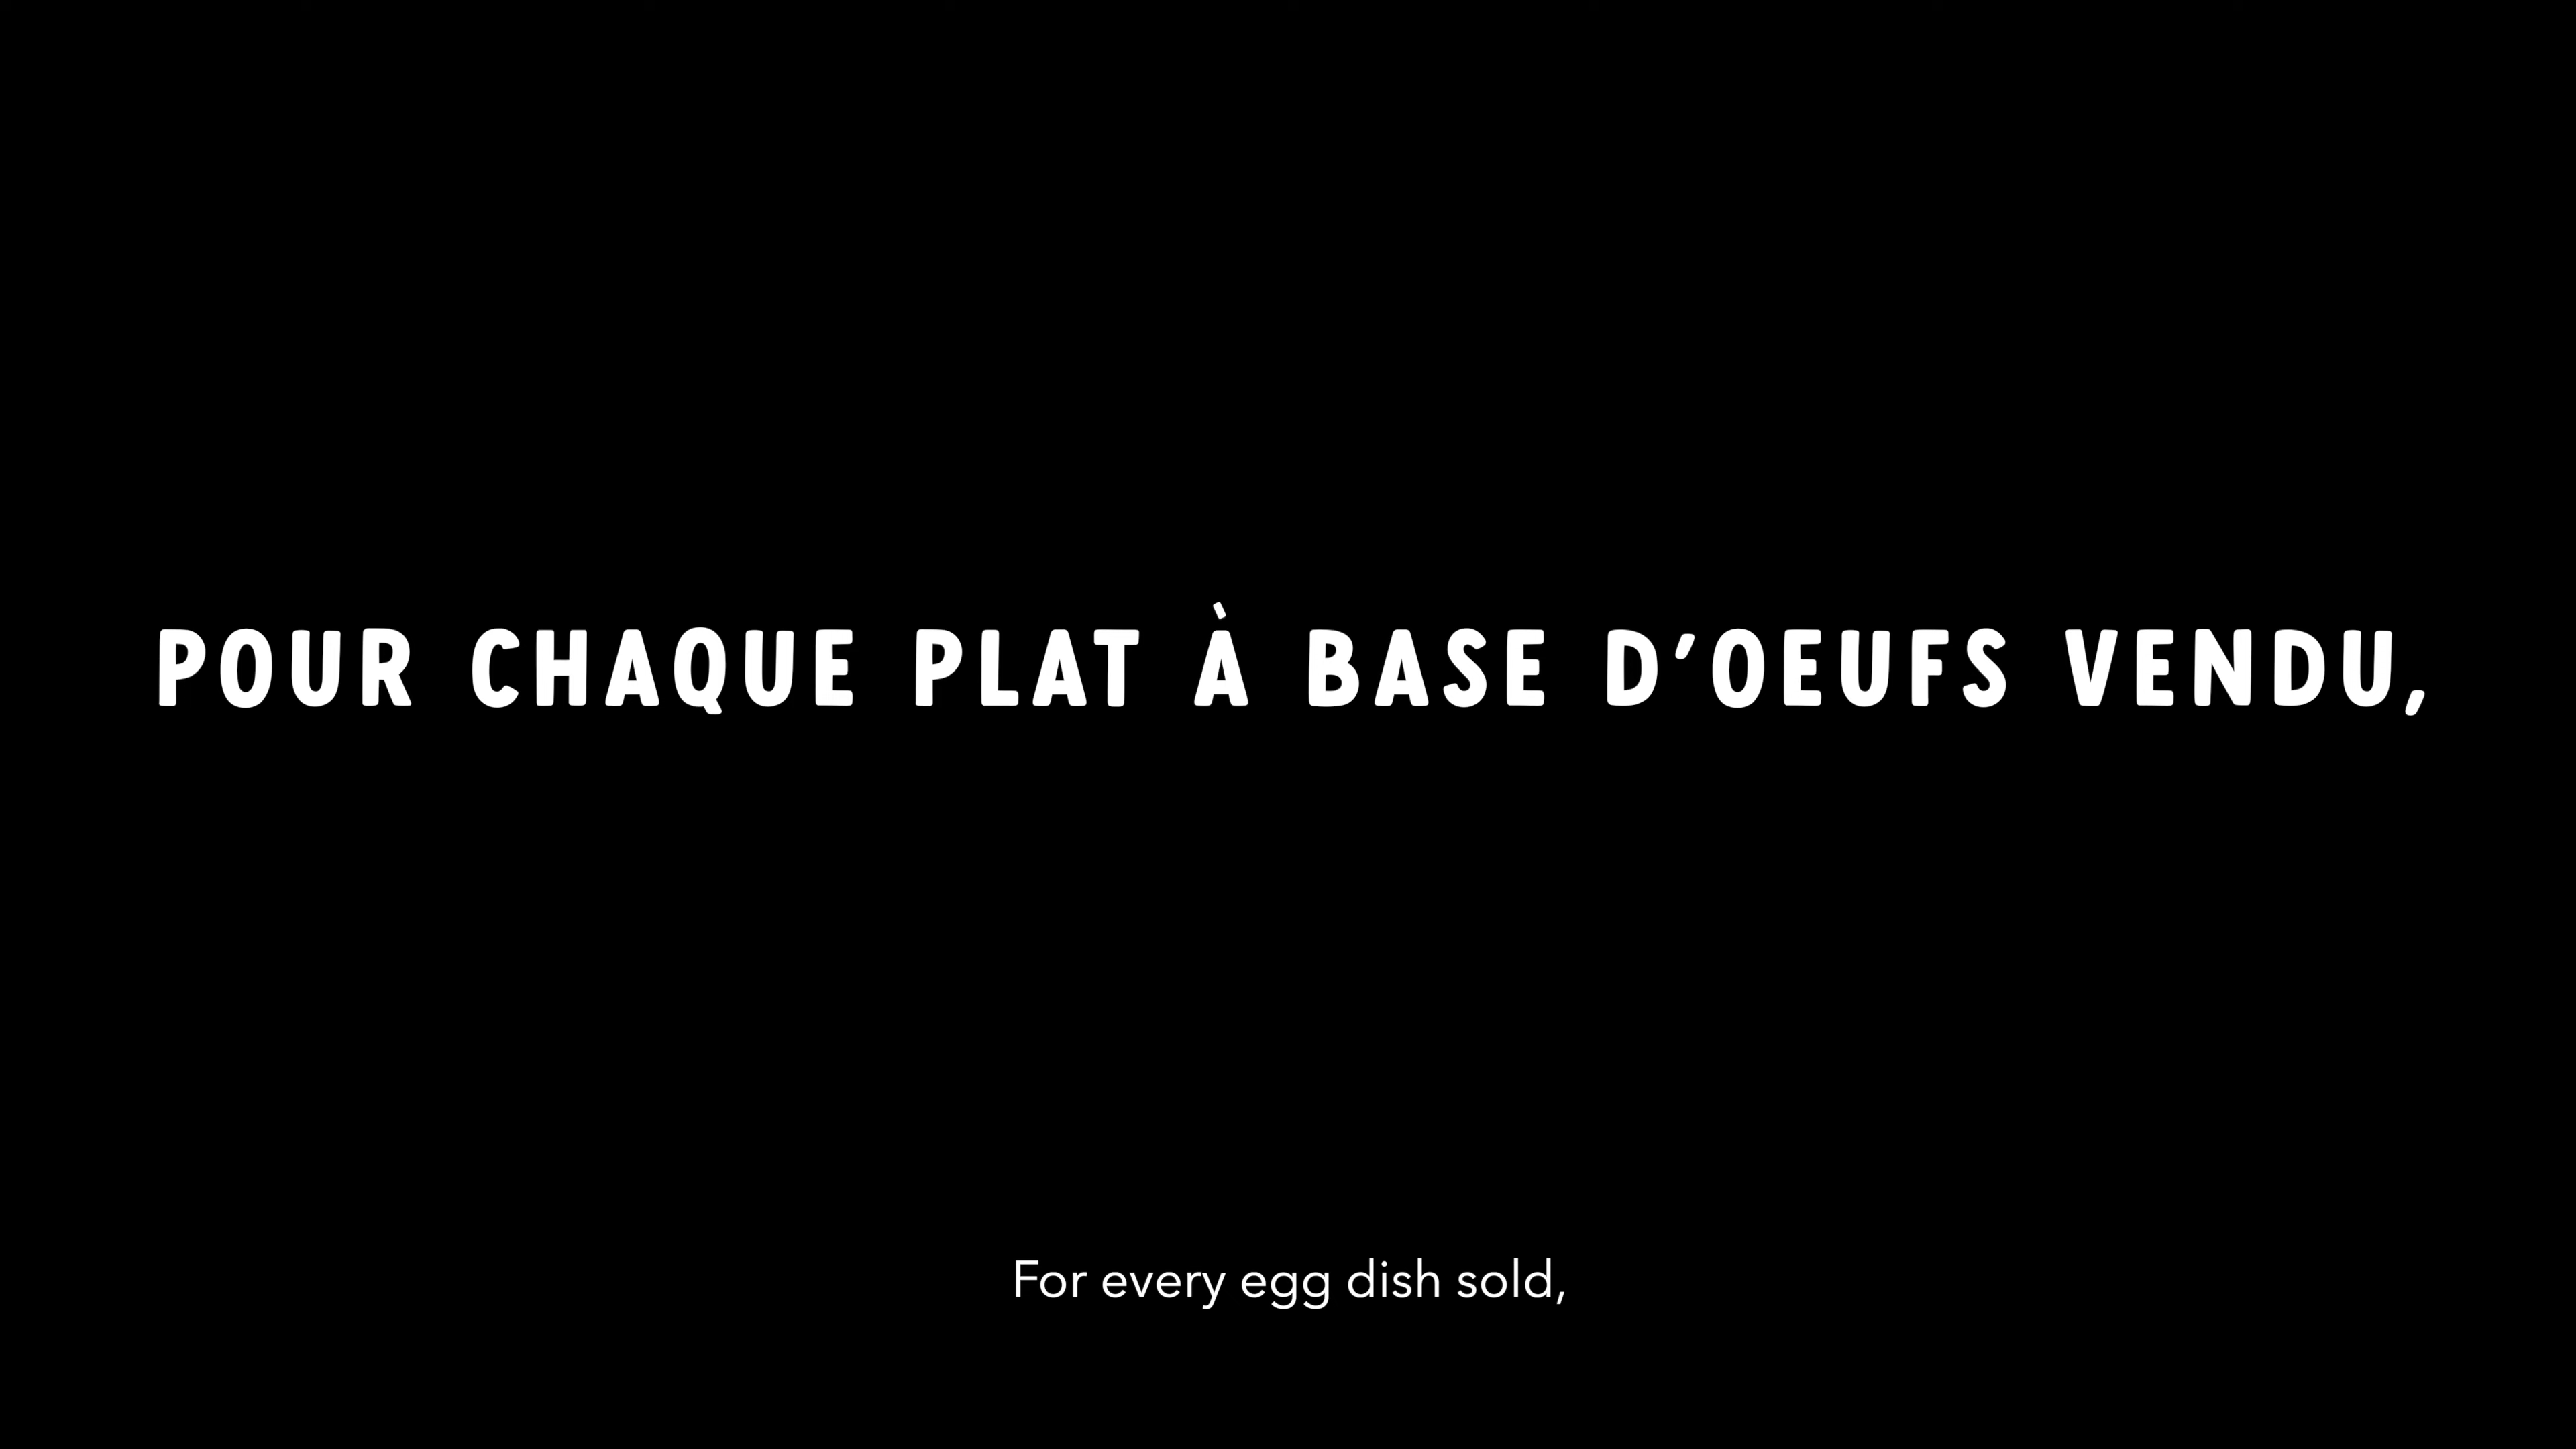 POUR CHAQUE PLAT À BASE D'OEUFS VENDU,
For every egg dish sold,